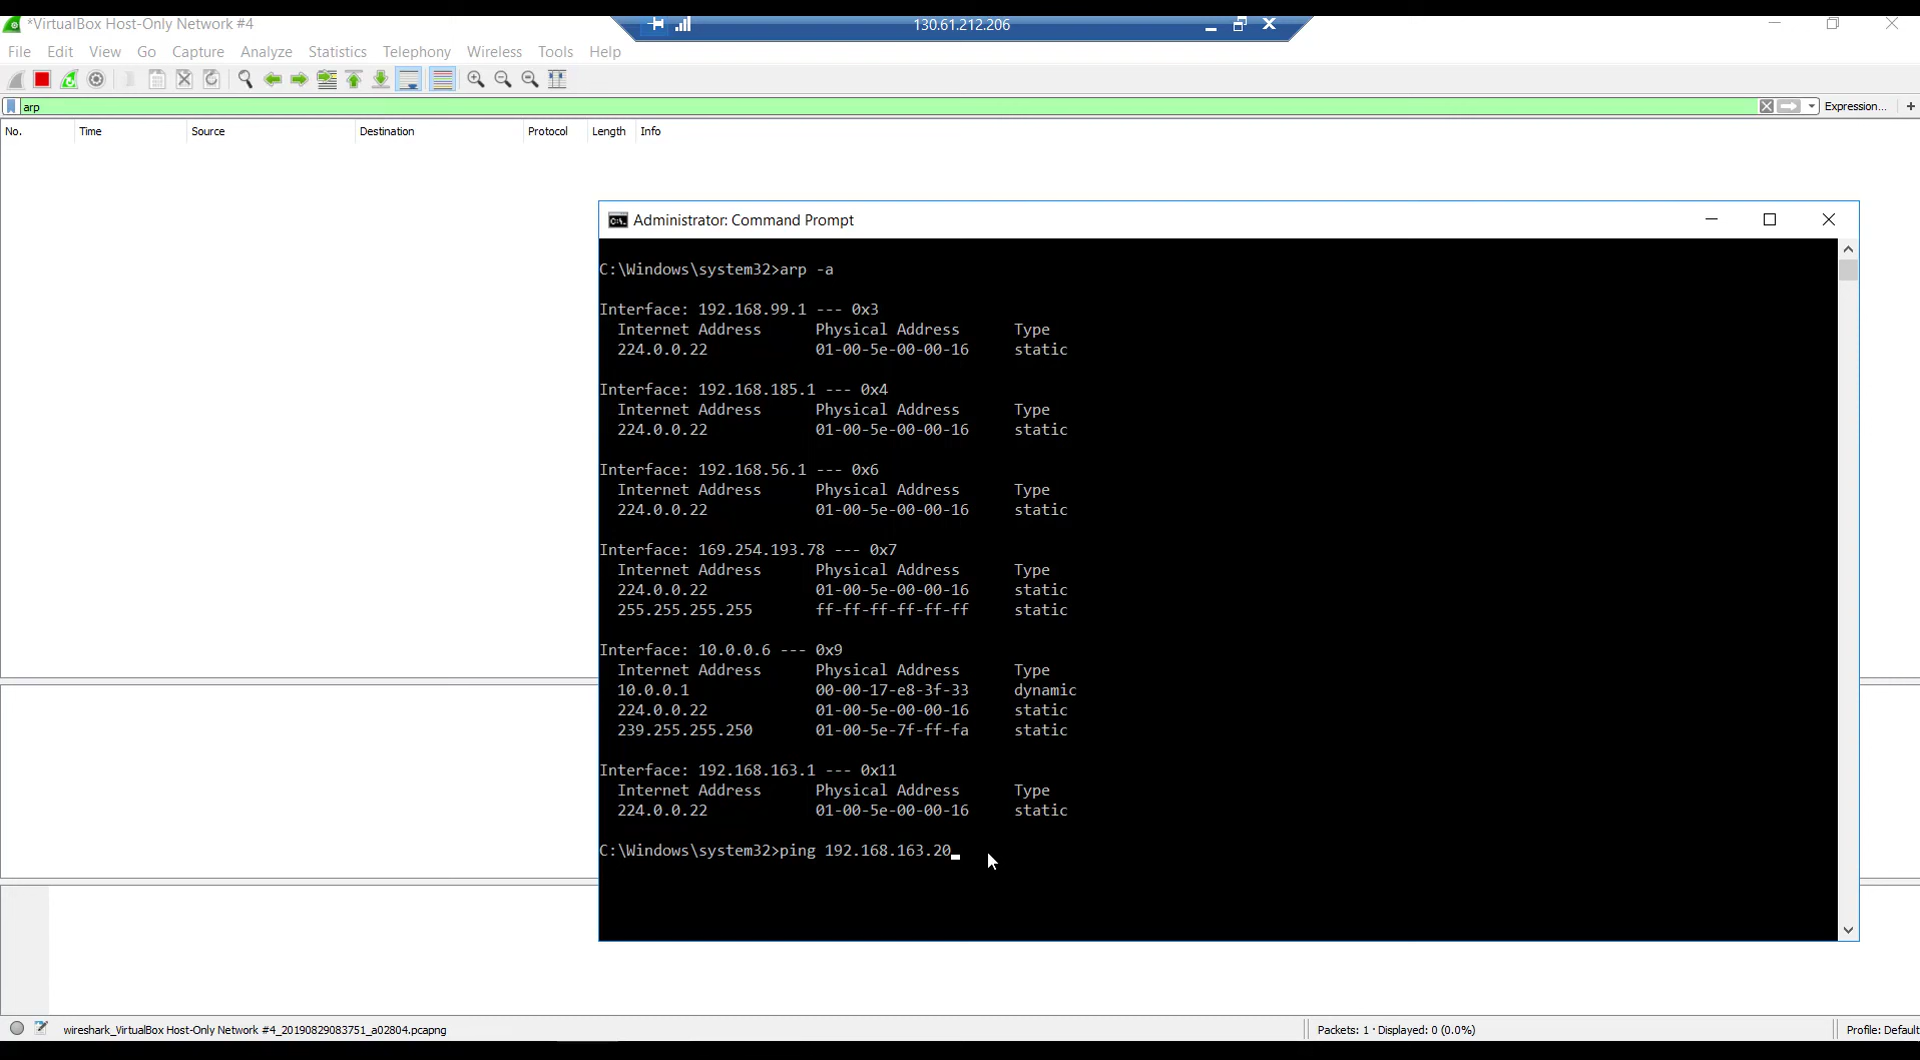 *VirtualBox Host-Only Network #4
130.61.212.206
File Edit View Go Capture Analyze Statistics Telephony Wireless Tools Help
arp
Expression... +
No. Time Source Destination Protocol Length Info
Administrator: Command Prompt
C:\Windows\system32>arp -a
Interface: 192.168.99.1 --- 0x3
Internet Address Physical Address Type
224.0.0.22 01-00-5e-00-00-16 static
Interface: 192.168.185.1 --- 0x4
Internet Address Physical Address Type
224.0.0.22 01-00-5e-00-00-16 static
Interface: 192.168.56.1 --- 0x6
Internet Address Physical Address Type
224.0.0.22 01-00-5e-00-00-16 static
Interface: 169.254.193.78 --- 0x7
Internet Address Physical Address Type
224.0.0.22 01-00-5e-00-00-16 static
255.255.255.255 ff-ff-ff-ff-ff-ff static
Interface: 10.0.0.6 --- 0x9
Internet Address Physical Address Type
10.0.0.1 00-00-17-e8-3f-33 dynamic
224.0.0.22 01-00-5e-00-00-16 static
239.255.255.250 01-00-5e-7f-ff-fa static
Interface: 192.168.163.1 --- 0x11
Internet Address Physical Address Type
224.0.0.22 01-00-5e-00-00-16 static
C:\Windows\system32>ping 192.168.163.20
wireshark_VirtualBox Host-Only Network #4_20190829083751_a02804.pcapng
Packets: 1 · Displayed: 0 (0.0%)
Profile: Default